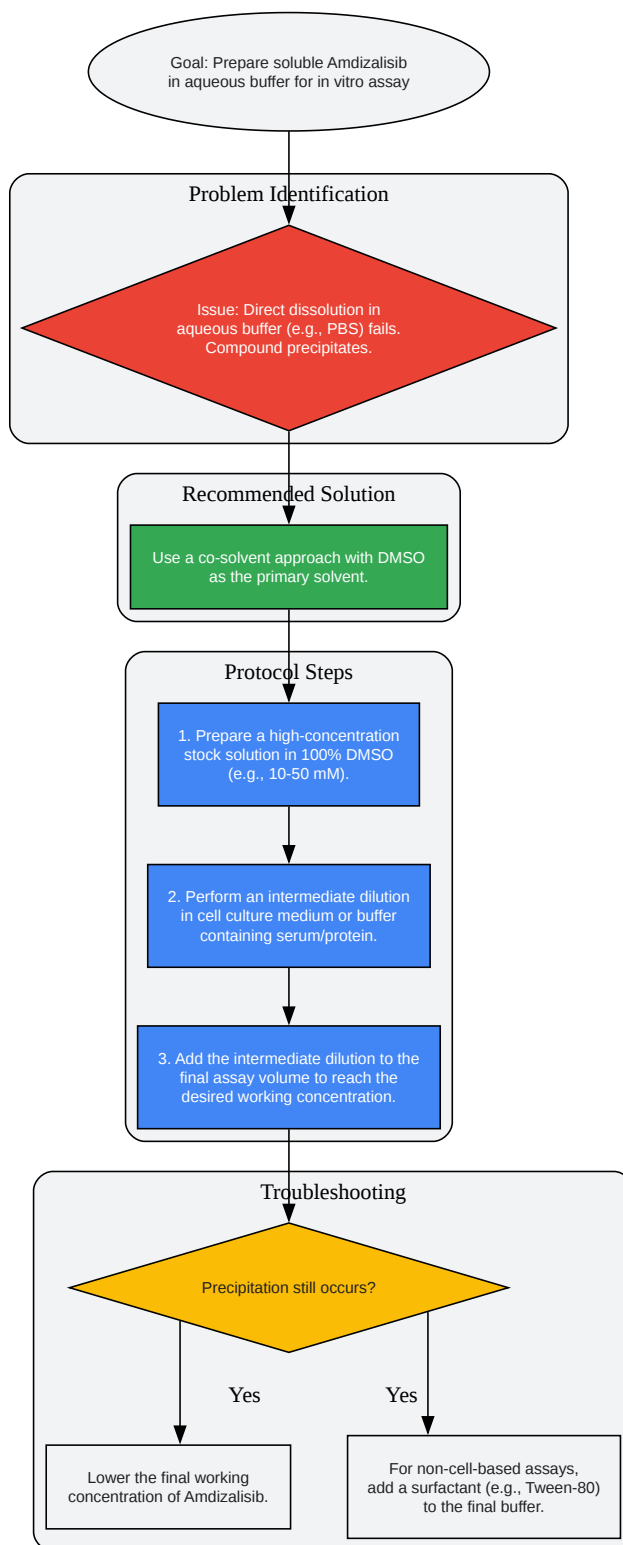 Goal: Prepare soluble Amdizalisib
in aqueous buffer for in vitro assay
Problem Identification
Issue: Direct dissolution in
aqueous buffer (e.g., PBS) fails.
Compound precipitates.
Recommended Solution
Use a co-solvent approach with DMSO
as the primary solvent.
Protocol Steps
1. Prepare a high-concentration
stock solution in 100% DMSO
(e.g., 10-50 mM).
2. Perform an intermediate dilution
in cell culture medium or buffer
containing serum/protein.
3. Add the intermediate dilution to the
final assay volume to reach the
desired working concentration.
Troubleshooting
Precipitation still occurs?
Yes
Yes
Lower the final working
concentration of Amdizalisib.
For non-cell-based assays,
add a surfactant (e.g., Tween-80)
to the final buffer.